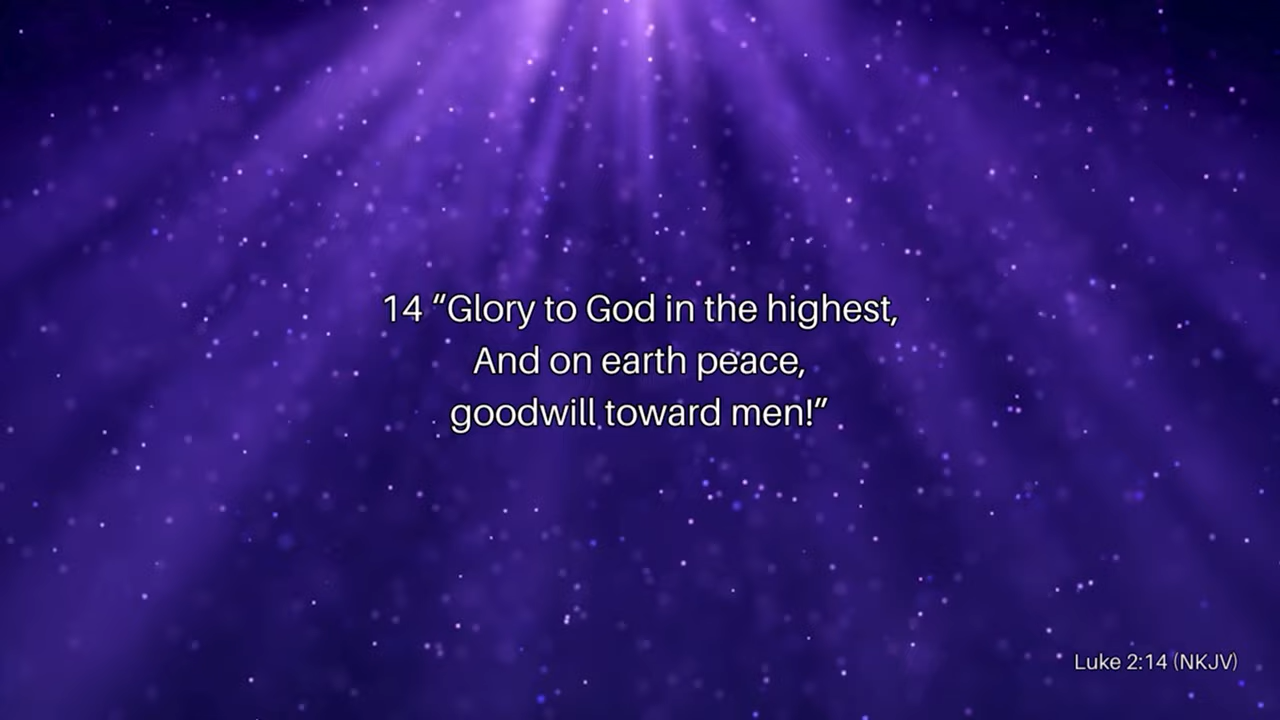 14 “Glory to God in the highest,
And on earth peace,
goodwill toward men!”
Luke 2:14 (NKJV)